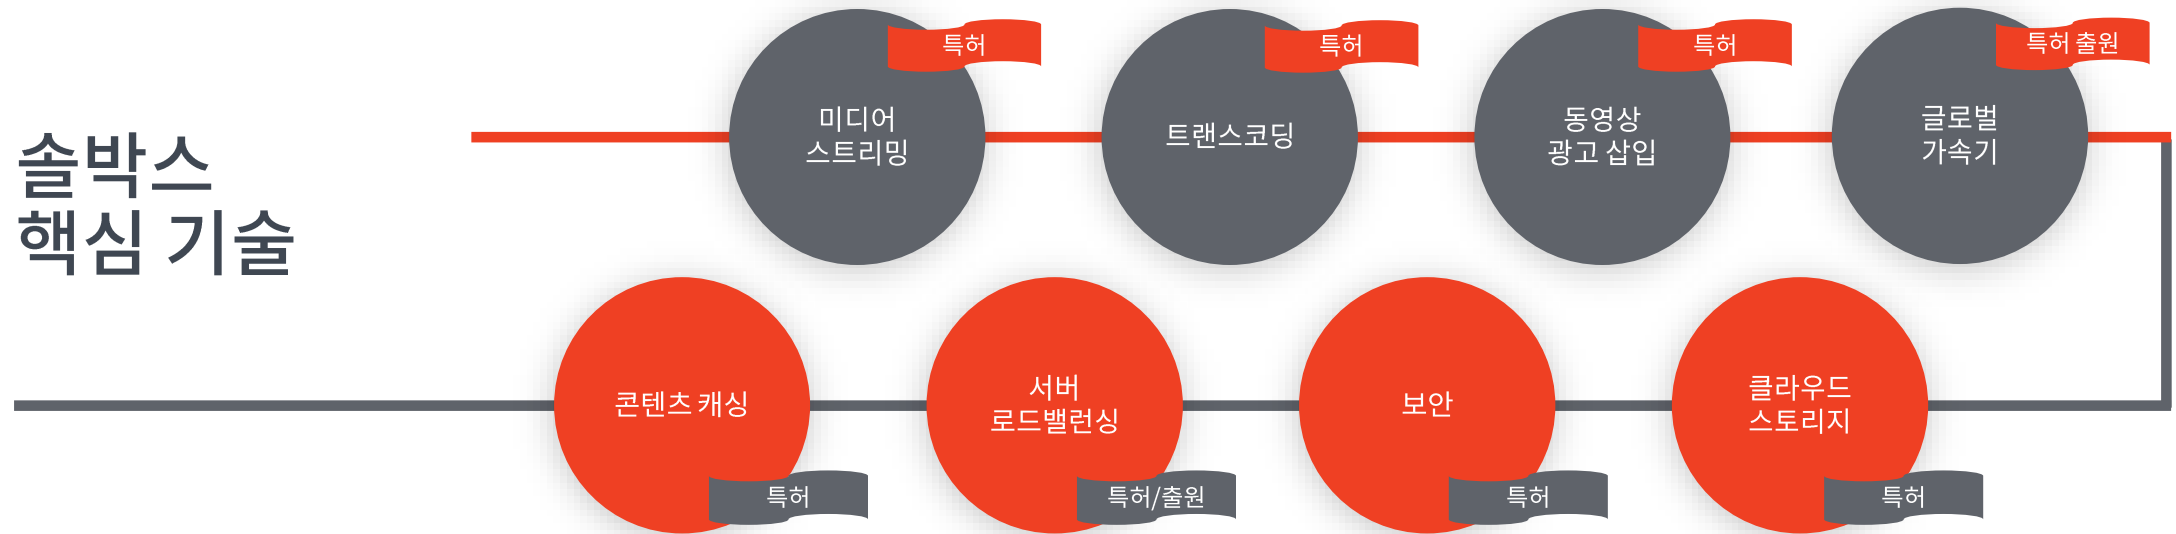 솔박스
핵심 기술
특허
미디어
스트리밍
특허
트랜스코딩
특허
동영상
광고 삽입
특허 출원
글로벌
가속기
콘텐츠 캐싱
특허
서버
로드밸런싱
특허/출원
보안
특허
클라우드
스토리지
특허